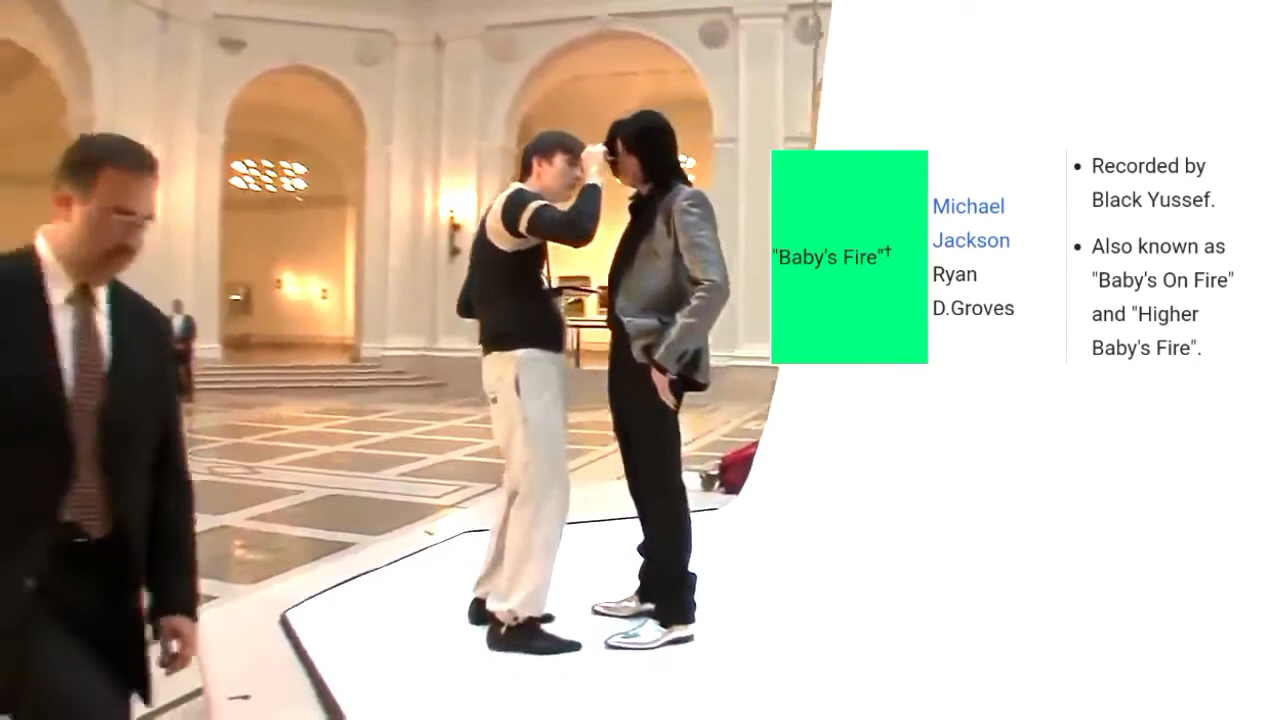 "Baby's Fire"†
Michael
Jackson
Ryan
D.Groves
• Recorded by
Black Yussef.
• Also known as
"Baby's On Fire"
and "Higher
Baby's Fire".